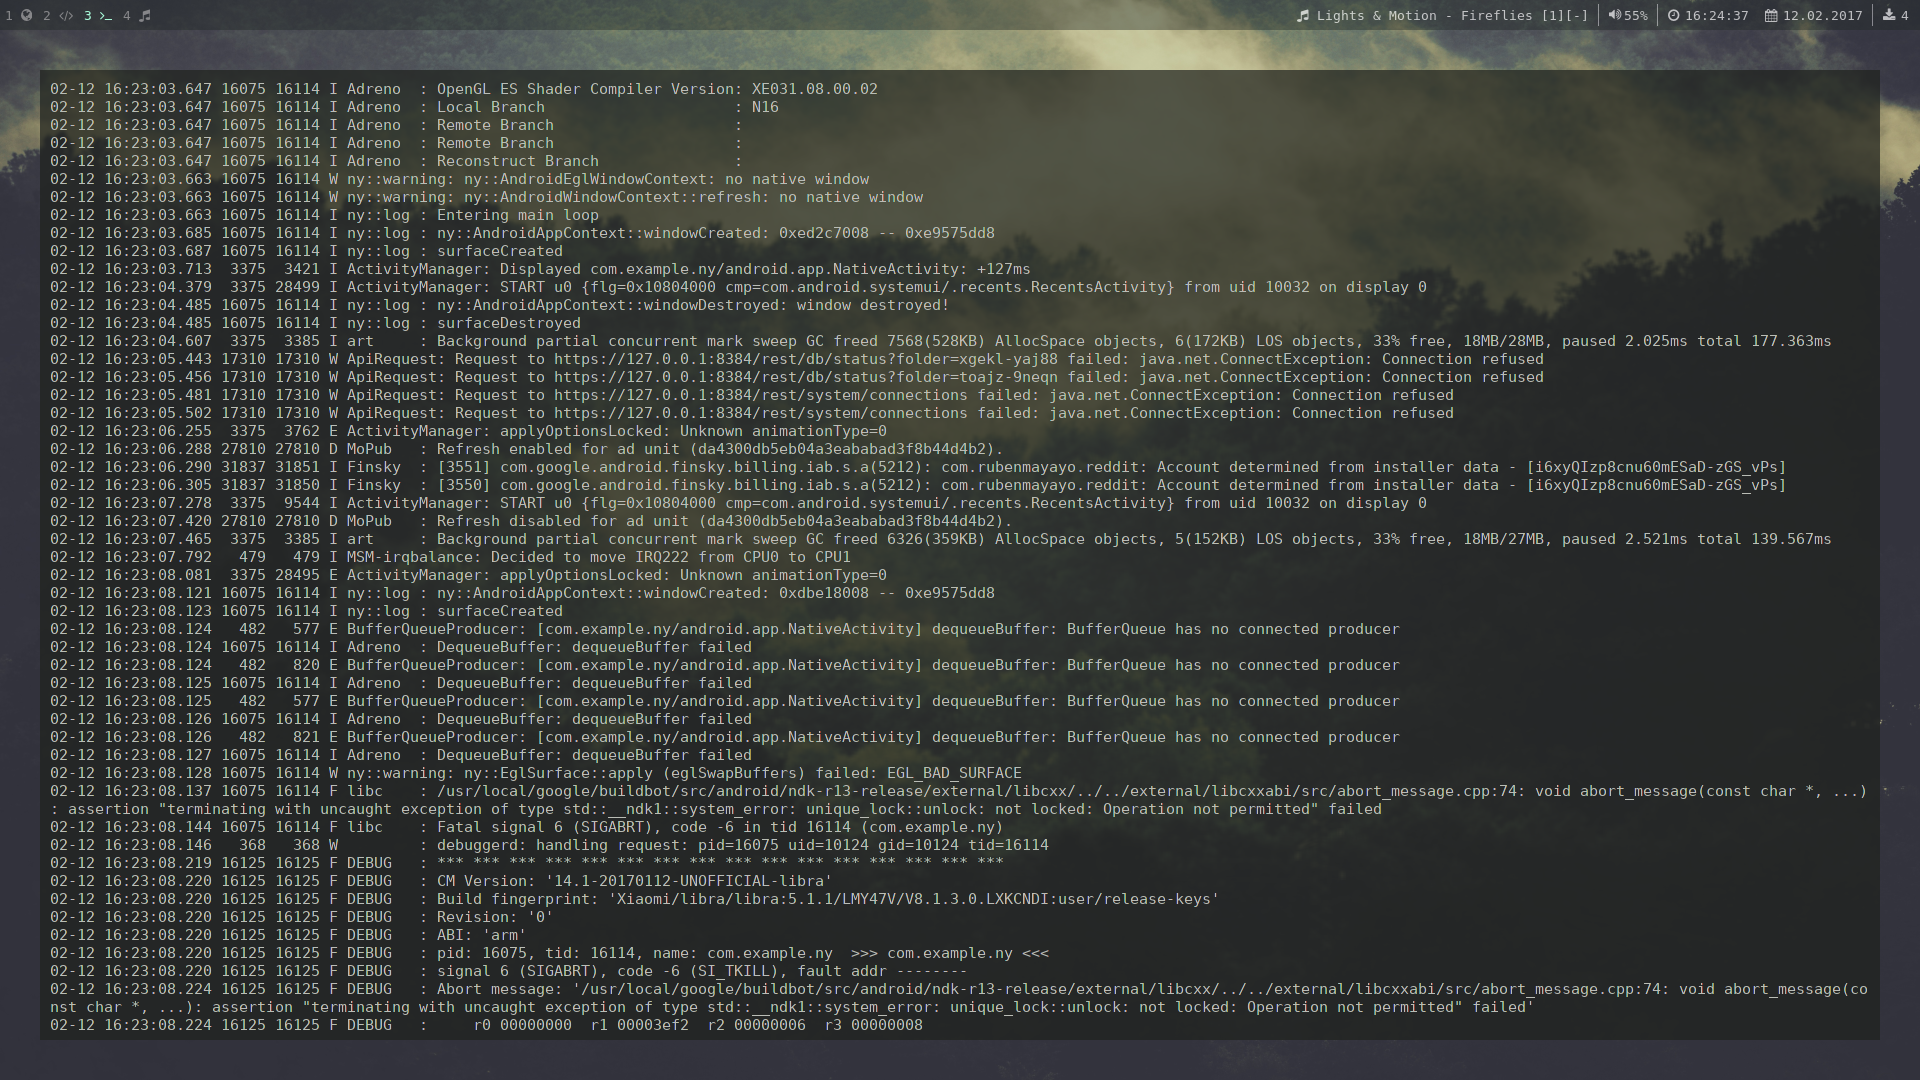 1 2 3 4
Lights & Motion - Fireflies [1][-] 55% 16:24:37 12.02.2017 4
02-12 16:23:03.647 16075 16114 I Adreno  : OpenGL ES Shader Compiler Version: XE031.08.00.02
02-12 16:23:03.647 16075 16114 I Adreno  : Local Branch                     : N16
02-12 16:23:03.647 16075 16114 I Adreno  : Remote Branch                    :
02-12 16:23:03.647 16075 16114 I Adreno  : Remote Branch                    :
02-12 16:23:03.647 16075 16114 I Adreno  : Reconstruct Branch               :
02-12 16:23:03.663 16075 16114 W ny::warning: ny::AndroidEglWindowContext: no native window
02-12 16:23:03.663 16075 16114 W ny::warning: ny::AndroidWindowContext::refresh: no native window
02-12 16:23:03.663 16075 16114 I ny::log : Entering main loop
02-12 16:23:03.685 16075 16114 I ny::log : ny::AndroidAppContext::windowCreated: 0xed2c7008 -- 0xe9575dd8
02-12 16:23:03.687 16075 16114 I ny::log : surfaceCreated
02-12 16:23:03.713  3375  3421 I ActivityManager: Displayed com.example.ny/android.app.NativeActivity: +127ms
02-12 16:23:04.379  3375 28499 I ActivityManager: START u0 {flg=0x10804000 cmp=com.android.systemui/.recents.RecentsActivity} from uid 10032 on display 0
02-12 16:23:04.485 16075 16114 I ny::log : ny::AndroidAppContext::windowDestroyed: window destroyed!
02-12 16:23:04.485 16075 16114 I ny::log : surfaceDestroyed
02-12 16:23:04.607  3375  3385 I art     : Background partial concurrent mark sweep GC freed 7568(528KB) AllocSpace objects, 6(172KB) LOS objects, 33% free, 18MB/28MB, paused 2.025ms total 177.363ms
02-12 16:23:05.443 17310 17310 W ApiRequest: Request to https://127.0.0.1:8384/rest/db/status?folder=xgekl-yaj88 failed: java.net.ConnectException: Connection refused
02-12 16:23:05.456 17310 17310 W ApiRequest: Request to https://127.0.0.1:8384/rest/db/status?folder=toajz-9neqn failed: java.net.ConnectException: Connection refused
02-12 16:23:05.481 17310 17310 W ApiRequest: Request to https://127.0.0.1:8384/rest/system/connections failed: java.net.ConnectException: Connection refused
02-12 16:23:05.502 17310 17310 W ApiRequest: Request to https://127.0.0.1:8384/rest/system/connections failed: java.net.ConnectException: Connection refused
02-12 16:23:06.255  3375  3762 E ActivityManager: applyOptionsLocked: Unknown animationType=0
02-12 16:23:06.288 27810 27810 D MoPub   : Refresh enabled for ad unit (da4300db5eb04a3eababad3f8b44d4b2).
02-12 16:23:06.290 31837 31851 I Finsky  : [3551] com.google.android.finsky.billing.iab.s.a(5212): com.rubenmayayo.reddit: Account determined from installer data - [i6xyQIzp8cnu60mESaD-zGS_vPs]
02-12 16:23:06.305 31837 31850 I Finsky  : [3550] com.google.android.finsky.billing.iab.s.a(5212): com.rubenmayayo.reddit: Account determined from installer data - [i6xyQIzp8cnu60mESaD-zGS_vPs]
02-12 16:23:07.278  3375  9544 I ActivityManager: START u0 {flg=0x10804000 cmp=com.android.systemui/.recents.RecentsActivity} from uid 10032 on display 0
02-12 16:23:07.420 27810 27810 D MoPub   : Refresh disabled for ad unit (da4300db5eb04a3eababad3f8b44d4b2).
02-12 16:23:07.465  3375  3385 I art     : Background partial concurrent mark sweep GC freed 6326(359KB) AllocSpace objects, 5(152KB) LOS objects, 33% free, 18MB/27MB, paused 2.521ms total 139.567ms
02-12 16:23:07.792   479   479 I MSM-irqbalance: Decided to move IRQ222 from CPU0 to CPU1
02-12 16:23:08.081  3375 28495 E ActivityManager: applyOptionsLocked: Unknown animationType=0
02-12 16:23:08.121 16075 16114 I ny::log : ny::AndroidAppContext::windowCreated: 0xdbe18008 -- 0xe9575dd8
02-12 16:23:08.123 16075 16114 I ny::log : surfaceCreated
02-12 16:23:08.124   482   577 E BufferQueueProducer: [com.example.ny/android.app.NativeActivity] dequeueBuffer: BufferQueue has no connected producer
02-12 16:23:08.124 16075 16114 I Adreno  : DequeueBuffer: dequeueBuffer failed
02-12 16:23:08.124   482   820 E BufferQueueProducer: [com.example.ny/android.app.NativeActivity] dequeueBuffer: BufferQueue has no connected producer
02-12 16:23:08.125 16075 16114 I Adreno  : DequeueBuffer: dequeueBuffer failed
02-12 16:23:08.125   482   577 E BufferQueueProducer: [com.example.ny/android.app.NativeActivity] dequeueBuffer: BufferQueue has no connected producer
02-12 16:23:08.126 16075 16114 I Adreno  : DequeueBuffer: dequeueBuffer failed
02-12 16:23:08.126   482   821 E BufferQueueProducer: [com.example.ny/android.app.NativeActivity] dequeueBuffer: BufferQueue has no connected producer
02-12 16:23:08.127 16075 16114 I Adreno  : DequeueBuffer: dequeueBuffer failed
02-12 16:23:08.128 16075 16114 W ny::warning: ny::EglSurface::apply (eglSwapBuffers) failed: EGL_BAD_SURFACE
02-12 16:23:08.137 16075 16114 F libc    : /usr/local/google/buildbot/src/android/ndk-r13-release/external/libcxx/../../external/libcxxabi/src/abort_message.cpp:74: void abort_message(const char *, ...)
: assertion "terminating with uncaught exception of type std::__ndk1::system_error: unique_lock::unlock: not locked: Operation not permitted" failed
02-12 16:23:08.144 16075 16114 F libc    : Fatal signal 6 (SIGABRT), code -6 in tid 16114 (com.example.ny)
02-12 16:23:08.146   368   368 W         : debuggerd: handling request: pid=16075 uid=10124 gid=10124 tid=16114
02-12 16:23:08.219 16125 16125 F DEBUG   : *** *** *** *** *** *** *** *** *** *** *** *** *** *** *** ***
02-12 16:23:08.220 16125 16125 F DEBUG   : CM Version: '14.1-20170112-UNOFFICIAL-libra'
02-12 16:23:08.220 16125 16125 F DEBUG   : Build fingerprint: 'Xiaomi/libra/libra:5.1.1/LMY47V/V8.1.3.0.LXKCNDI:user/release-keys'
02-12 16:23:08.220 16125 16125 F DEBUG   : Revision: '0'
02-12 16:23:08.220 16125 16125 F DEBUG   : ABI: 'arm'
02-12 16:23:08.220 16125 16125 F DEBUG   : pid: 16075, tid: 16114, name: com.example.ny  >>> com.example.ny <<<
02-12 16:23:08.220 16125 16125 F DEBUG   : signal 6 (SIGABRT), code -6 (SI_TKILL), fault addr --------
02-12 16:23:08.224 16125 16125 F DEBUG   : Abort message: '/usr/local/google/buildbot/src/android/ndk-r13-release/external/libcxx/../../external/libcxxabi/src/abort_message.cpp:74: void abort_message(co
nst char *, ...): assertion "terminating with uncaught exception of type std::__ndk1::system_error: unique_lock::unlock: not locked: Operation not permitted" failed'
02-12 16:23:08.224 16125 16125 F DEBUG   :     r0 00000000  r1 00003ef2  r2 00000006  r3 00000008